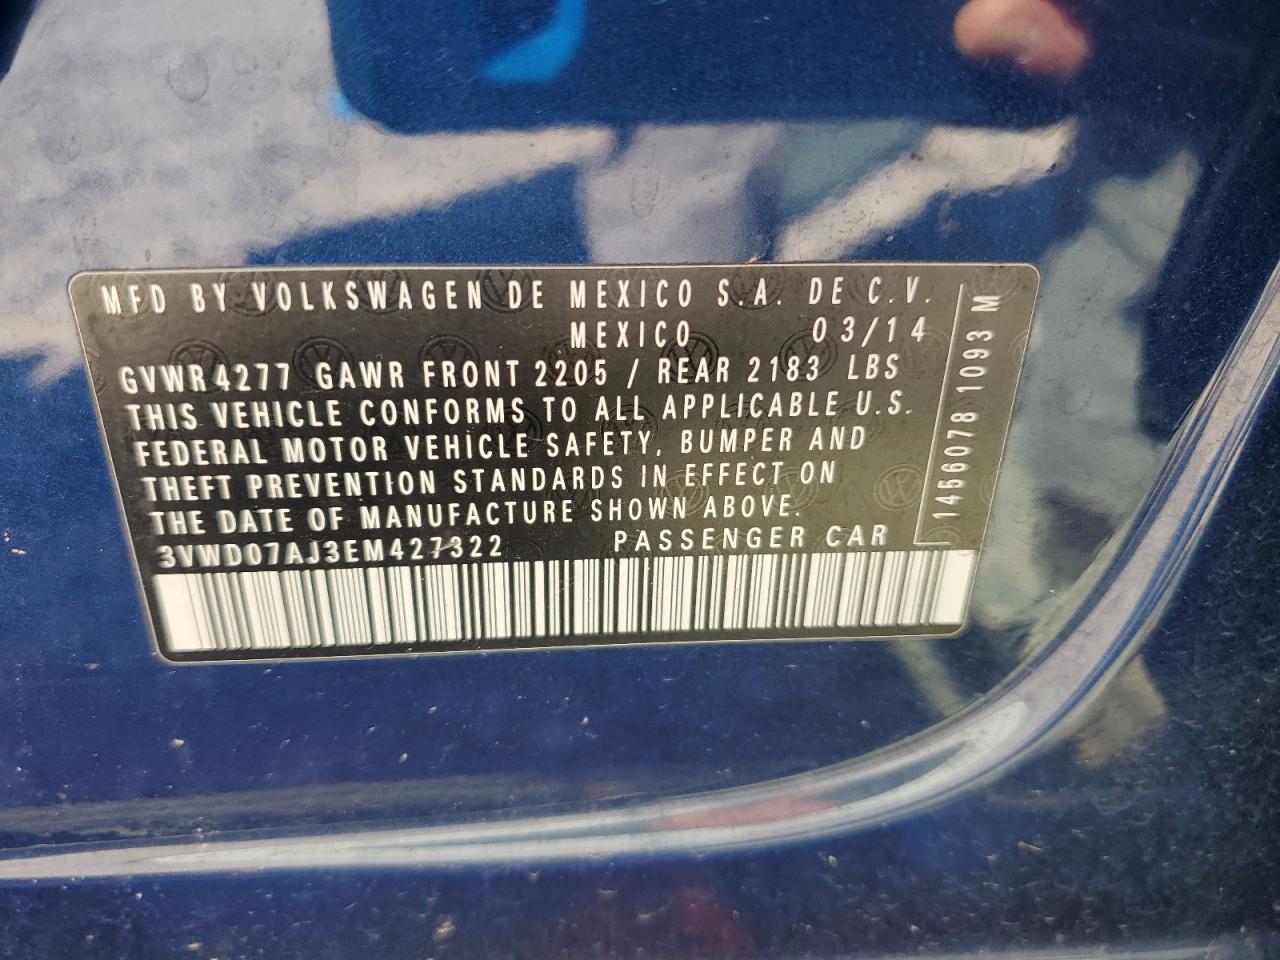 MFD BY VOLKSWAGEN DE MEXICO S.A. DE C.V.
MEXICO 03/14
GVWR4277 GAWR FRONT 2205 / REAR 2183 LBS
THIS VEHICLE CONFORMS TO ALL APPLICABLE U.S.
FEDERAL MOTOR VEHICLE SAFETY, BUMPER AND
THEFT PREVENTION STANDARDS IN EFFECT ON
THE DATE OF MANUFACTURE SHOWN ABOVE.
3VWD07AJ3EM427322 PASSENGER CAR
1456078 1093 M